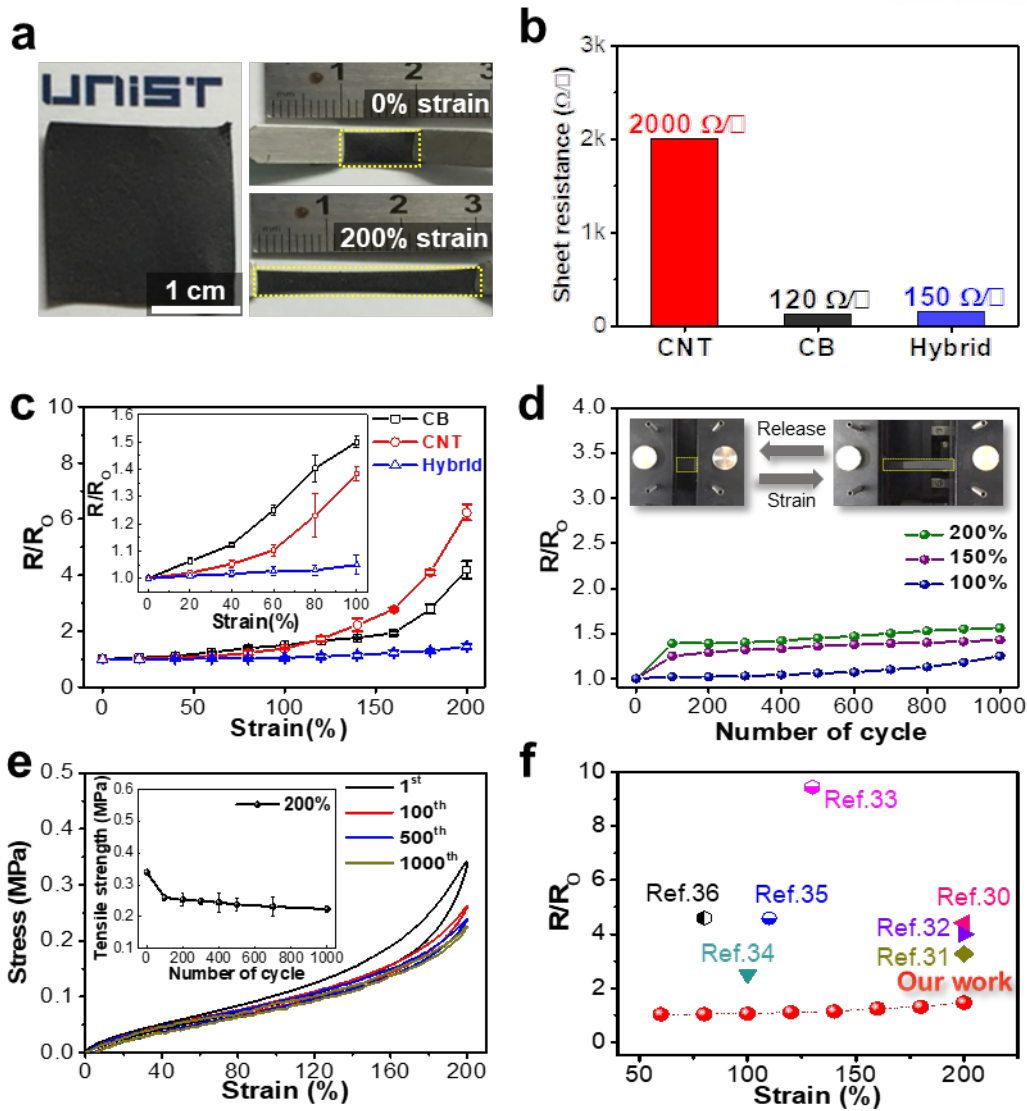 a
UNIST
1 cm
1 2 3
0% strain
1 2 3
200% strain
b
3k
2k
1k
0
Sheet resistance (Ω/□)
2000 Ω/□
120 Ω/□
150 Ω/□
CNT CB Hybrid
c
10
8
6
4
2
0
R/R_O
0 50 100 150 200
Strain(%)
CB
CNT
Hybrid
1.6
1.5
1.4
1.3
1.2
1.1
1.0
R/R_O
0 20 40 60 80 100
Strain(%)
d
4.0
3.5
3.0
2.5
2.0
1.5
1.0
R/R_O
Release
Strain
200%
150%
100%
0 200 400 600 800 1000
Number of cycle
e
0.5
0.4
0.3
0.2
0.1
0.0
Stress (MPa)
0 40 80 120 160 200
Strain (%)
1st
100th
500th
1000th
0.6
0.5
0.4
0.3
0.2
0.1
Tensile strength (MPa)
200%
0 200 400 600 800 1000
Number of cycle
f
10
8
6
4
2
0
R/R_O
Ref.33
Ref.36
Ref.35
Ref.30
Ref.32
Ref.34
Ref.31
Our work
50 100 150 200
Strain (%)